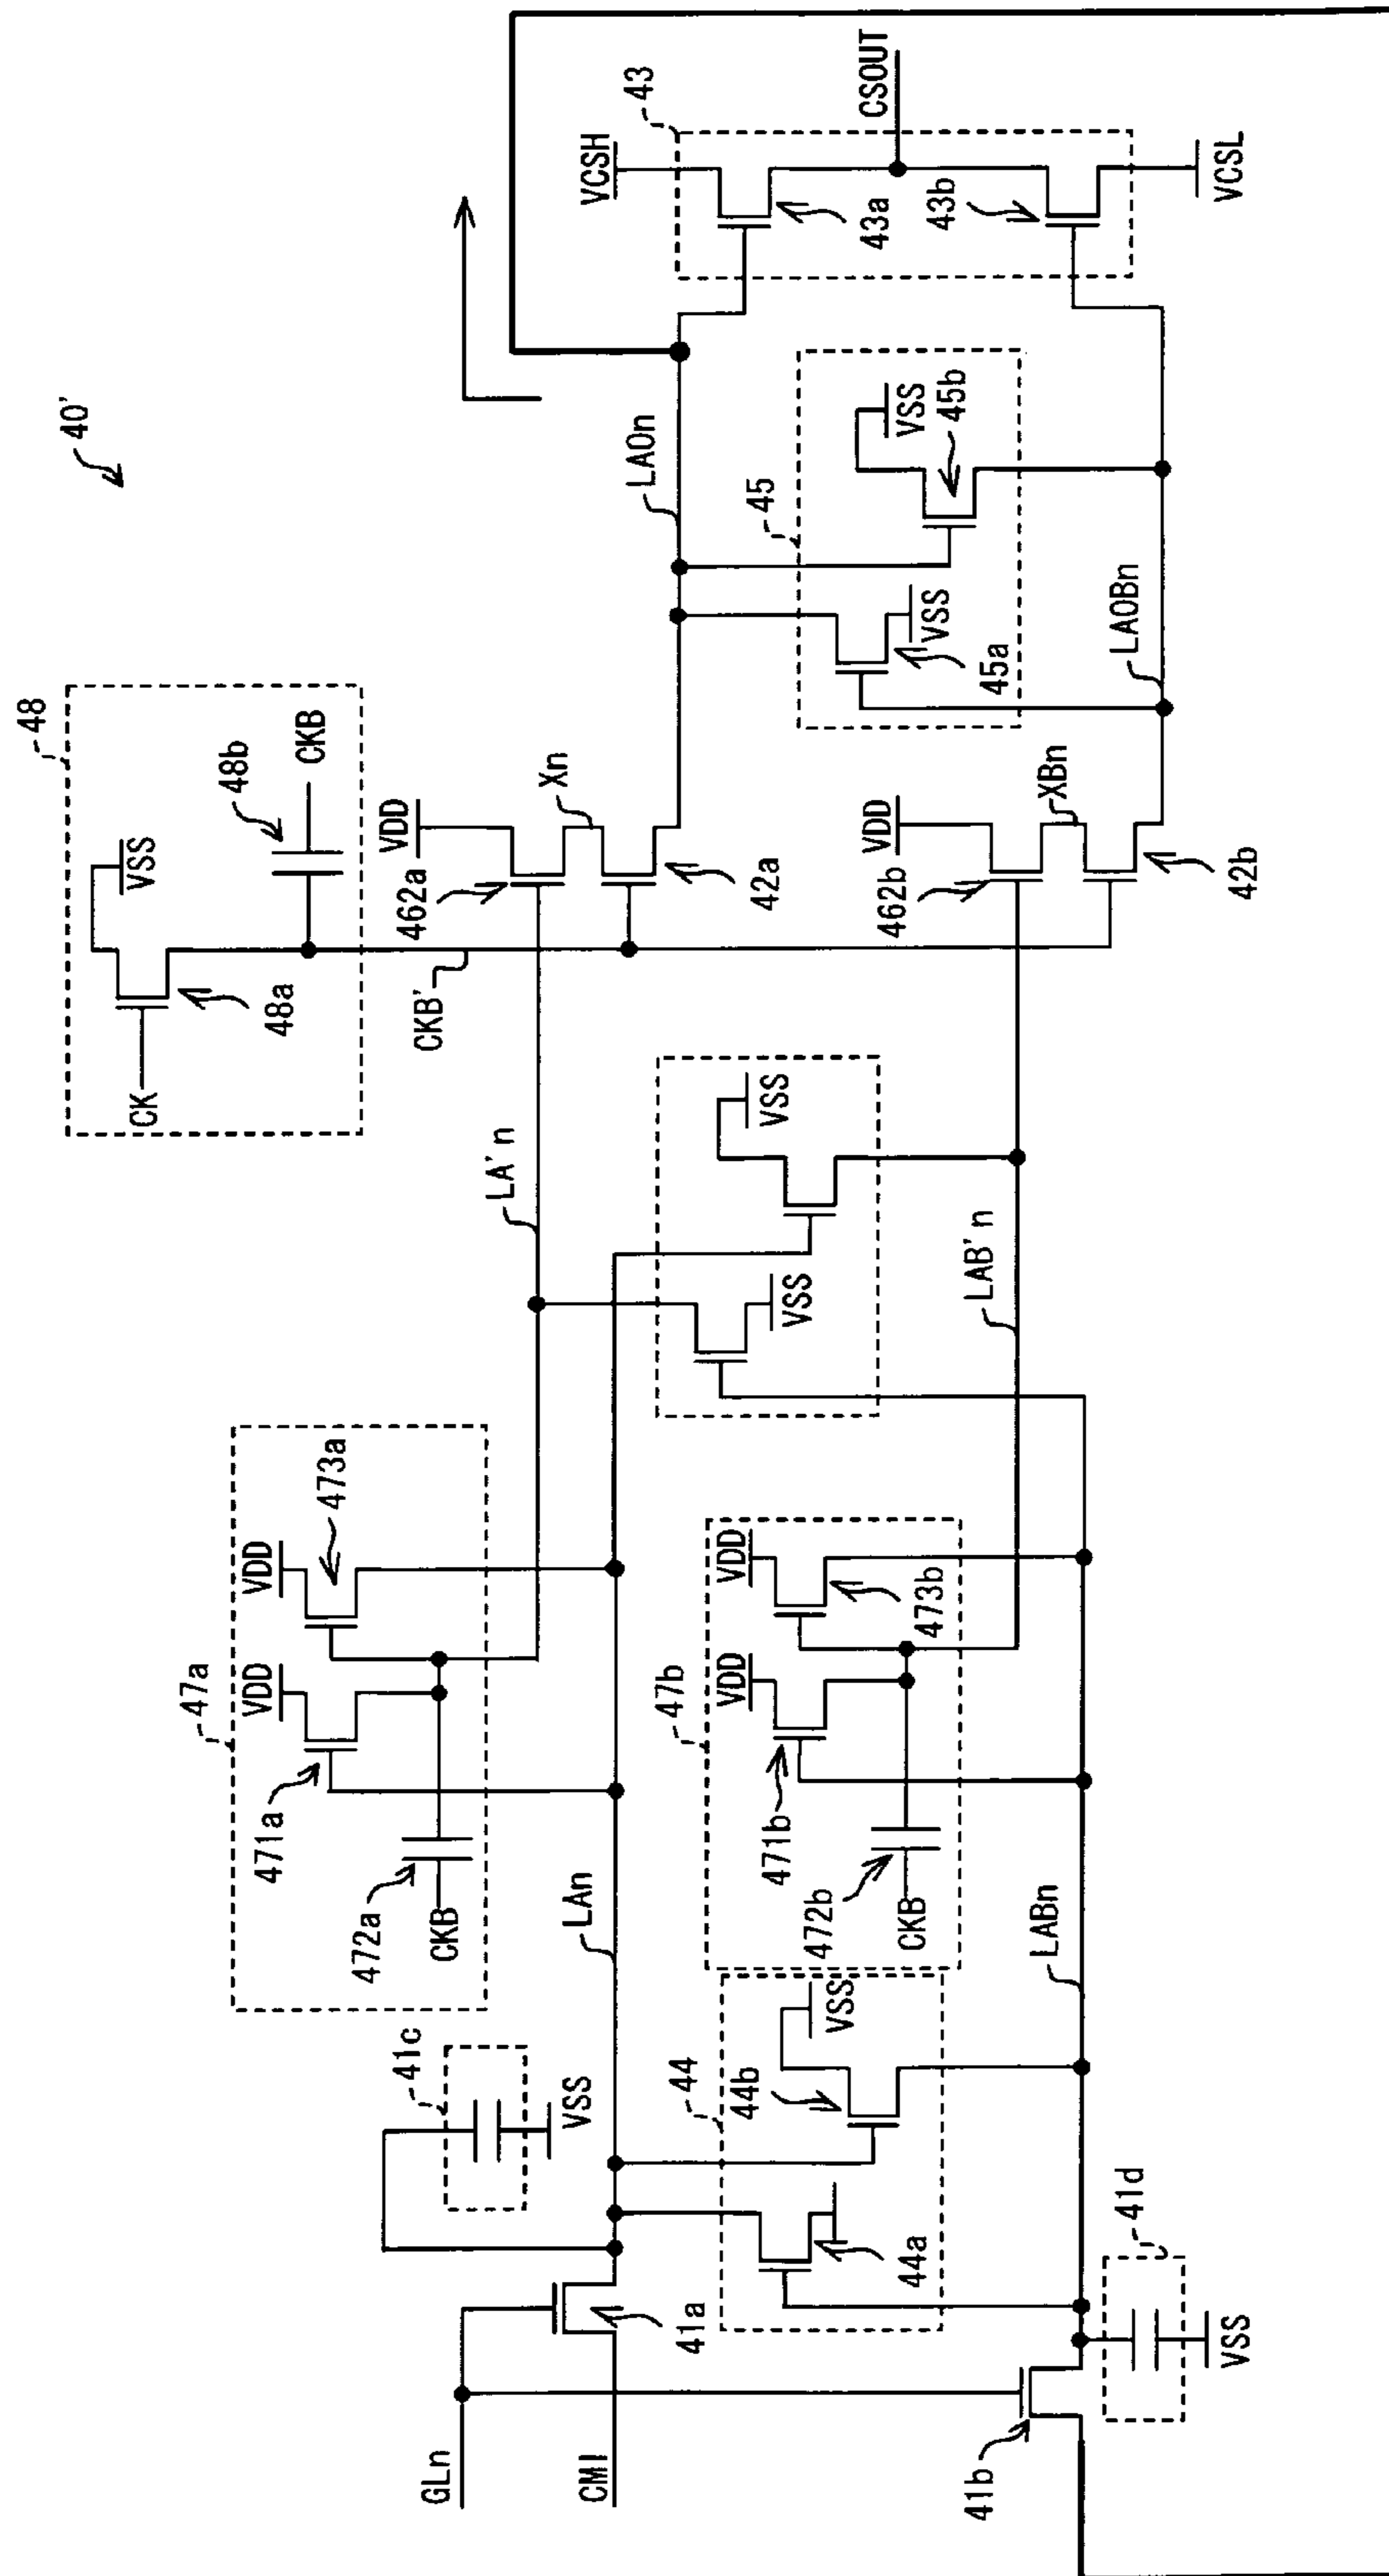 40'
48
VSS
CK
48a
48b
CKB
CKB'
47a
VDD
VDD
471a
473a
472a
CKB
41c
VSS
GLn
CMI
41a
LAn
LA'n
VDD
462a
Xn
42a
LAOn
VCSH
43
43a
CSOUT
43b
VCSL
44
44b
VSS
44a
47b
VDD
VDD
471b
473b
472b
CKB
VSS
VSS
LAB'n
VDD
462b
XBn
42b
45
VSS
45b
VSS
45a
LAOBn
LABn
41b
41d
VSS